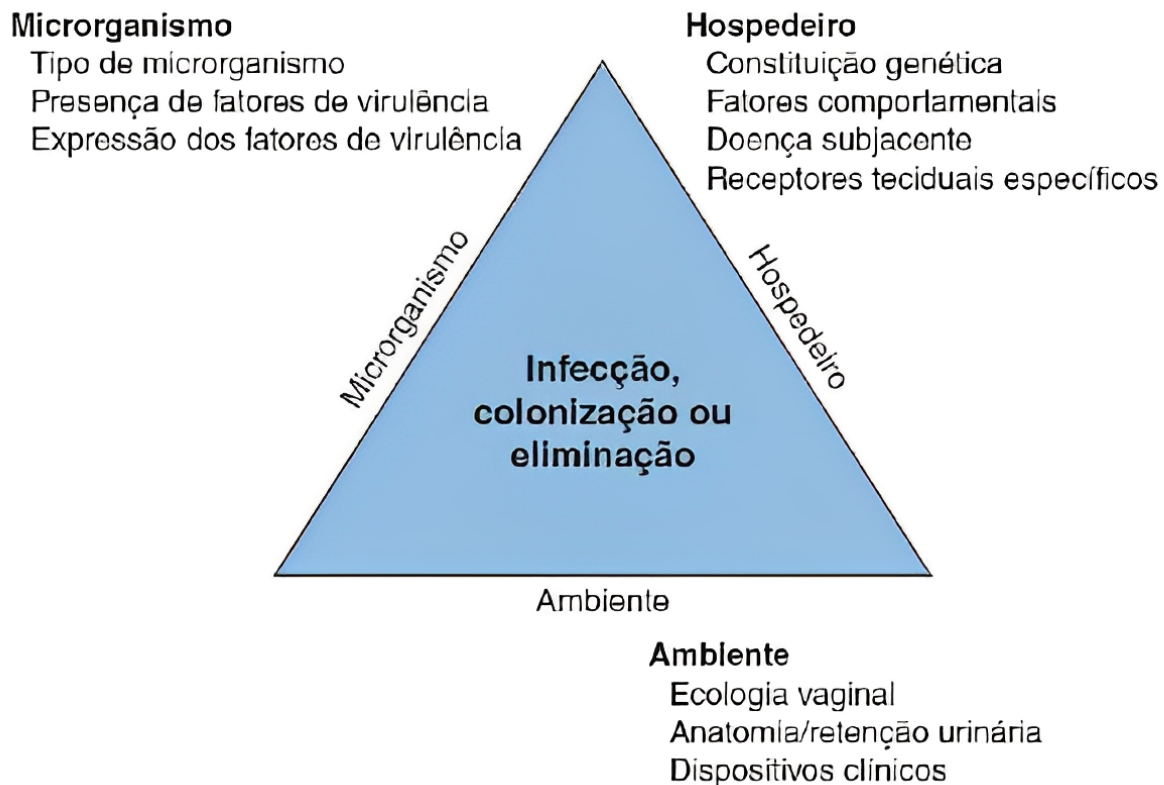 Microrganismo
Tipo de microrganismo
Presença de fatores de virulência
Expressão dos fatores de virulência
Hospedeiro
Constituição genética
Fatores comportamentais
Doença subjacente
Receptores teciduais específicos
Microrganismo
Hospedeiro
Infecção,
colonização ou
eliminação
Ambiente
Ambiente
Ecologia vaginal
Anatomia/retenção urinária
Dispositivos clínicos